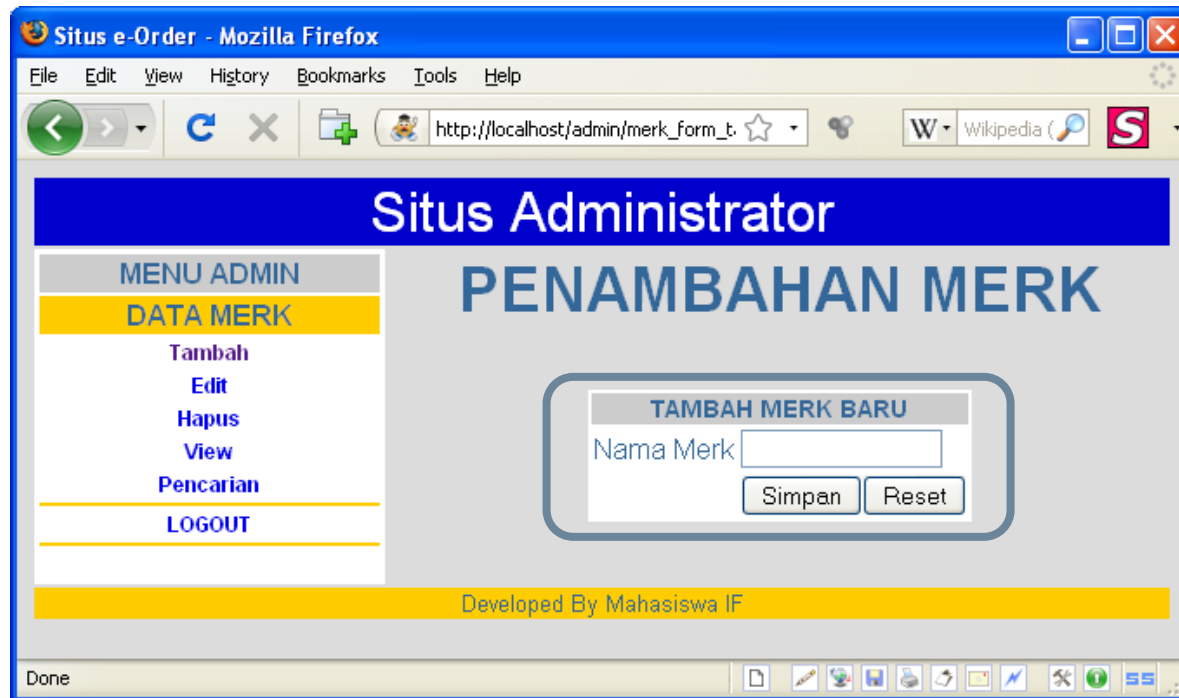 Situs e-Order - Mozilla Firefox
File Edit View History Bookmarks Tools Help
http://localhost/admin/merk_form_t
W Wikipedia ( S
Situs Administrator
MENU ADMIN
DATA MERK
Tambah
Edit
Hapus
View
Pencarian
LOGOUT
PENAMBAHAN MERK
TAMBAH MERK BARU
Nama Merk
Simpan Reset
Developed By Mahasiswa IF
Done